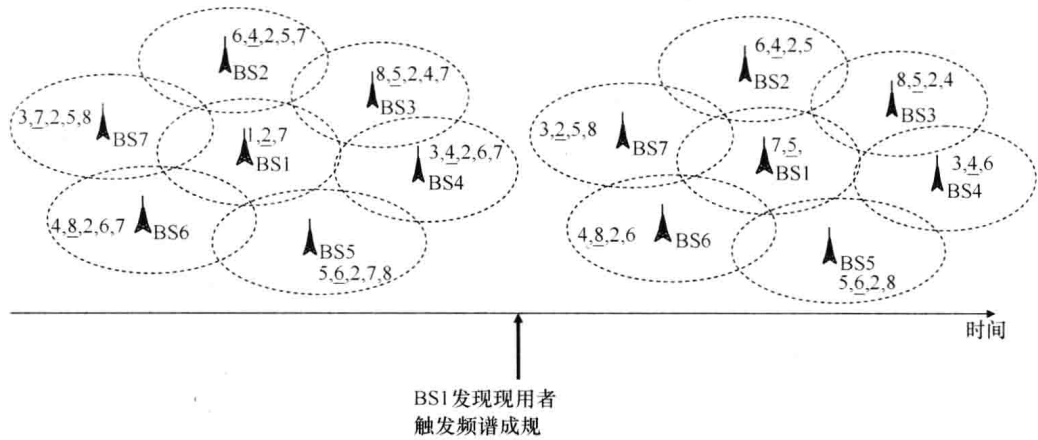 6,4,2,5,7
BS2
8,5,2,4,7
BS3
3,7,2,5,8
BS7
1,2,7
BS1
3,4,2,6,7
BS4
4,8,2,6,7
BS6
BS5
5,6,2,7,8
6,4,2,5
BS2
8,5,2,4
BS3
3,2,5,8
BS7
7,5,
BS1
3,4,6
BS4
4,8,2,6
BS6
BS5
5,6,2,8
时间
BS1发现现用者
触发频谱成规